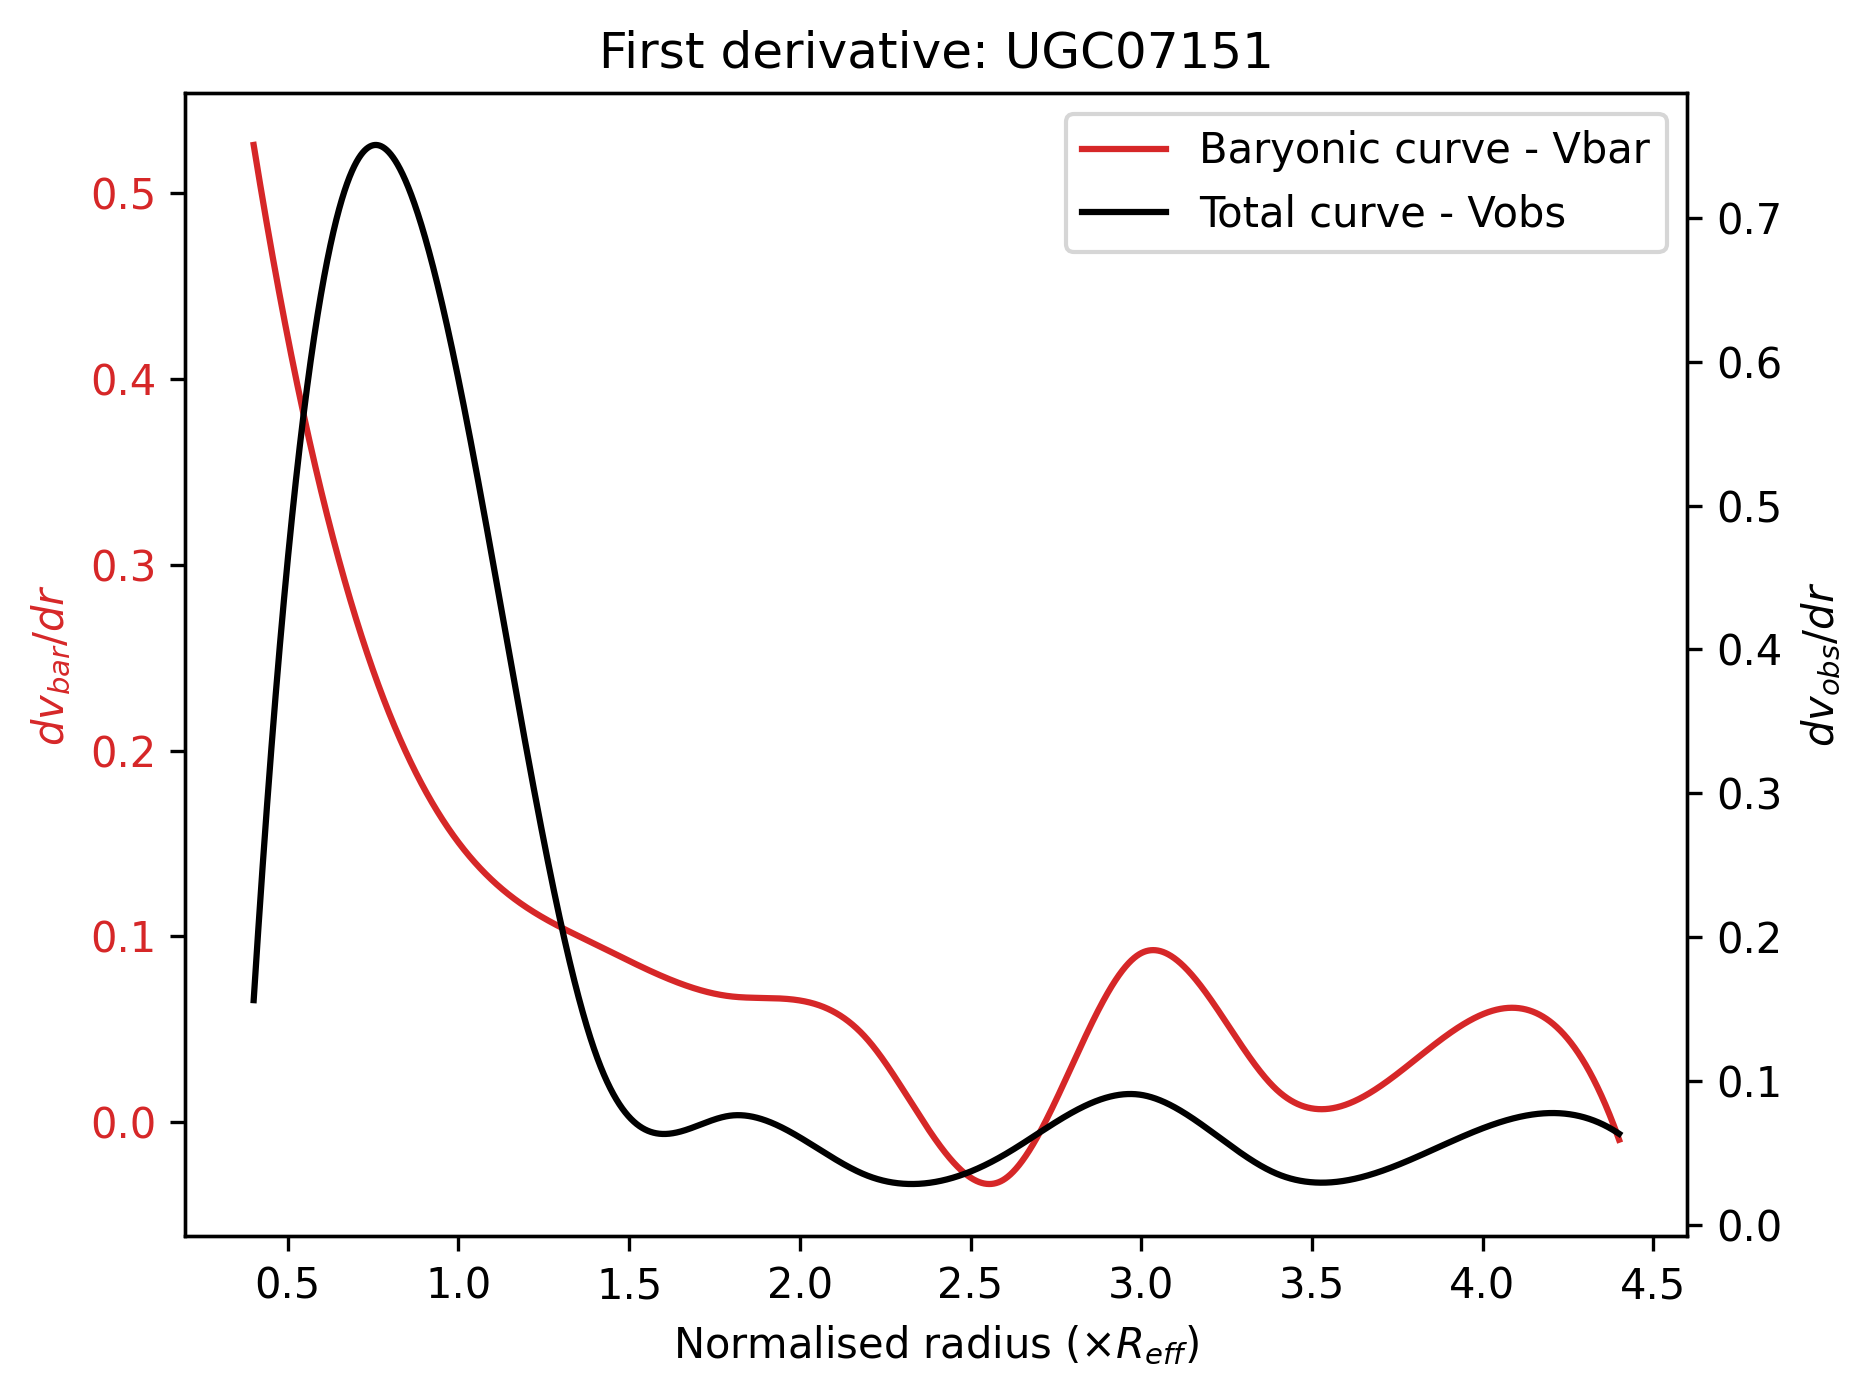 First derivative: UGC07151
Baryonic curve - Vbar
Total curve - Vobs
0.5
0.4
0.3
0.2
0.1
0.0
dv_bar/dr
0.7
0.6
0.5
0.4
0.3
0.2
0.1
0.0
dv_obs/dr
0.5 1.0 1.5 2.0 2.5 3.0 3.5 4.0 4.5
Normalised radius (×R_eff)